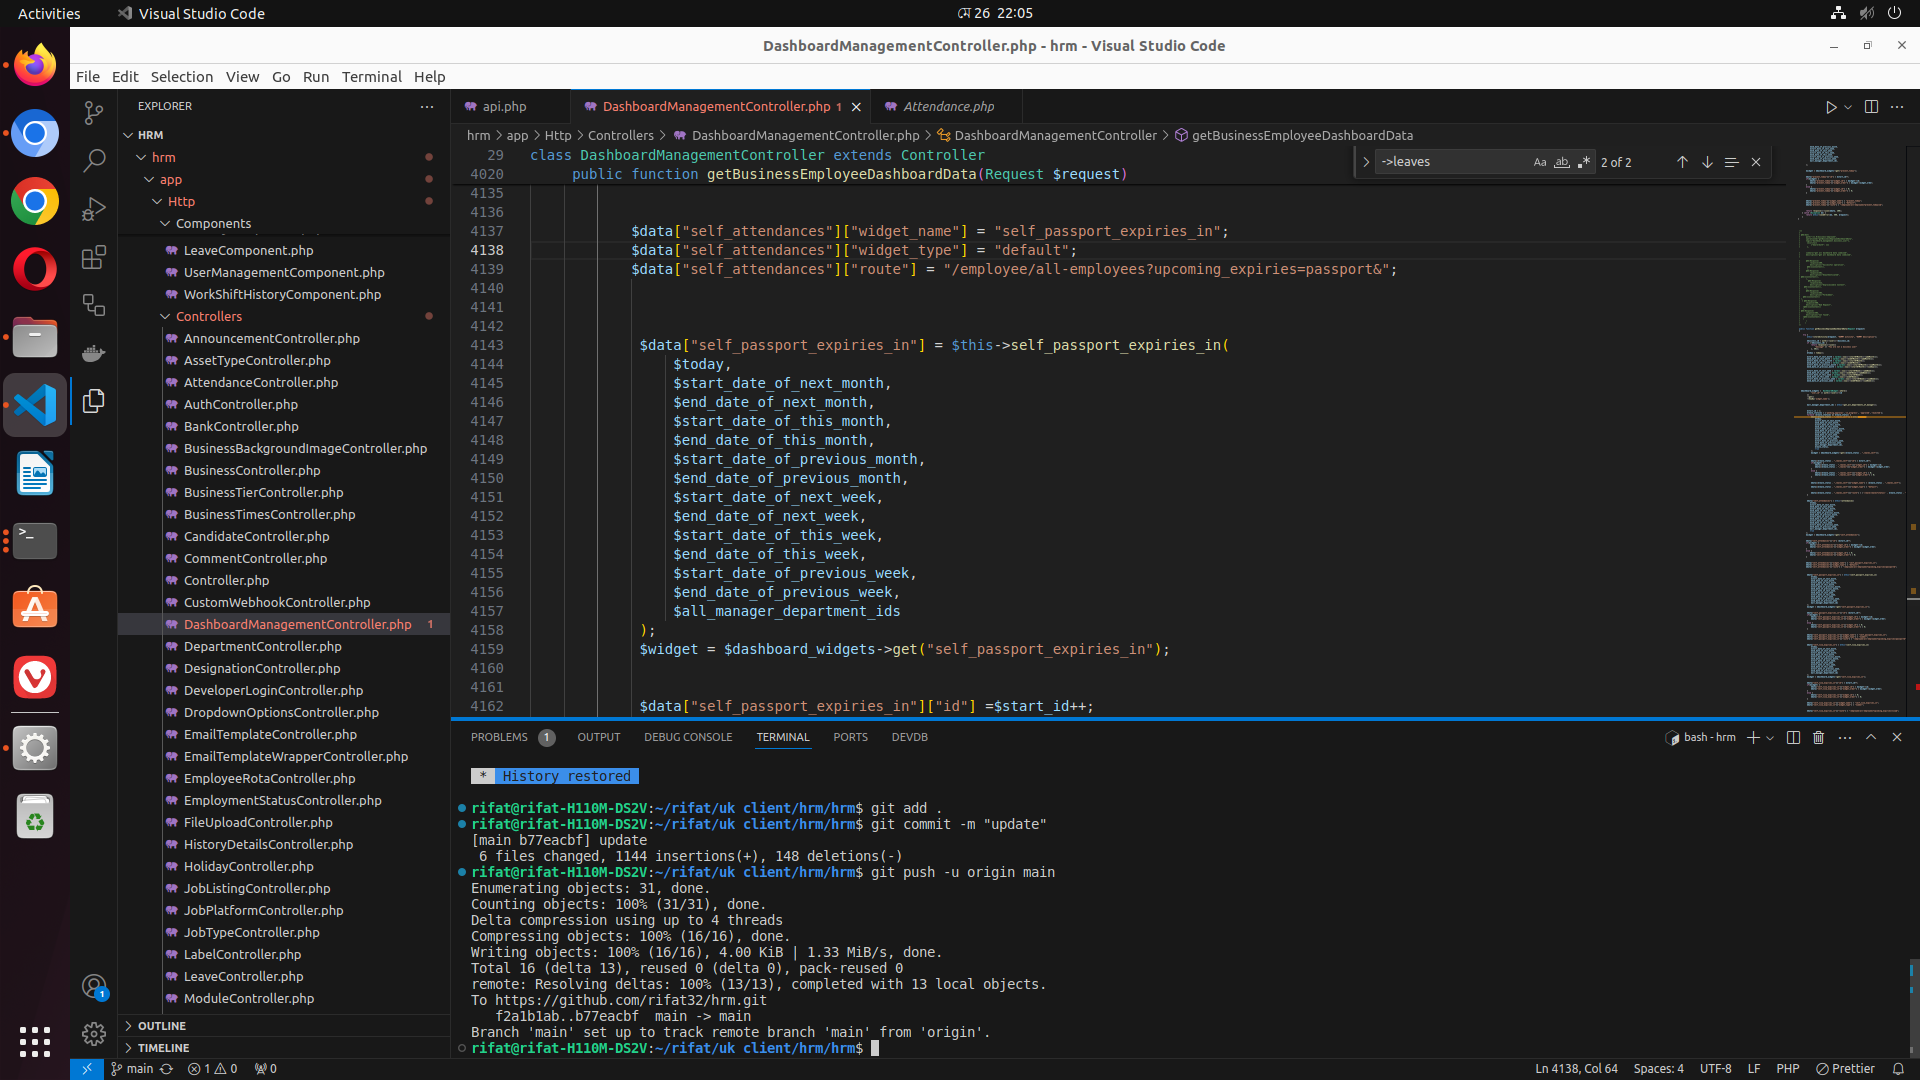 Activities
Visual Studio Code
26 22:05
DashboardManagementController.php - hrm - Visual Studio Code
File Edit Selection View Go Run Terminal Help
EXPLORER
HRM
hrm
app
Http
Components
LeaveComponent.php
UserManagementComponent.php
WorkShiftHistoryComponent.php
Controllers
AnnouncementController.php
AssetTypeController.php
AttendanceController.php
AuthController.php
BankController.php
BusinessBackgroundImageController.php
BusinessController.php
BusinessTierController.php
BusinessTimesController.php
CandidateController.php
CommentController.php
Controller.php
CustomWebhookController.php
DashboardManagementController.php 1
DepartmentController.php
DesignationController.php
DeveloperLoginController.php
DropdownOptionsController.php
EmailTemplateController.php
EmailTemplateWrapperController.php
EmployeeRotaController.php
EmploymentStatusController.php
FileUploadController.php
HistoryDetailsController.php
HolidayController.php
JobListingController.php
JobPlatformController.php
JobTypeController.php
LabelController.php
LeaveController.php
ModuleController.php
OUTLINE
TIMELINE
api.php
DashboardManagementController.php 1
Attendance.php
hrm > app > Http > Controllers > DashboardManagementController.php > DashboardManagementController > getBusinessEmployeeDashboardData
->leaves
Aa ab .* 2 of 2
29 class DashboardManagementController extends Controller
4020 public function getBusinessEmployeeDashboardData(Request $request)
4135
4136
4137 $data["self_attendances"]["widget_name"] = "self_passport_expiries_in";
4138 $data["self_attendances"]["widget_type"] = "default";
4139 $data["self_attendances"]["route"] = "/employee/all-employees?upcoming_expiries=passport&";
4140
4141
4142
4143 $data["self_passport_expiries_in"] = $this->self_passport_expiries_in(
4144 $today,
4145 $start_date_of_next_month,
4146 $end_date_of_next_month,
4147 $start_date_of_this_month,
4148 $end_date_of_this_month,
4149 $start_date_of_previous_month,
4150 $end_date_of_previous_month,
4151 $start_date_of_next_week,
4152 $end_date_of_next_week,
4153 $start_date_of_this_week,
4154 $end_date_of_this_week,
4155 $start_date_of_previous_week,
4156 $end_date_of_previous_week,
4157 $all_manager_department_ids
4158 );
4159 $widget = $dashboard_widgets->get("self_passport_expiries_in");
4160
4161
4162 $data["self_passport_expiries_in"]["id"] =$start_id++;
PROBLEMS 1 OUTPUT DEBUG CONSOLE TERMINAL PORTS DEVDB
bash - hrm
* History restored
rifat@rifat-H110M-DS2V:~/rifat/uk client/hrm/hrm$ git add .
rifat@rifat-H110M-DS2V:~/rifat/uk client/hrm/hrm$ git commit -m "update"
[main b77eacbf] update
6 files changed, 1144 insertions(+), 148 deletions(-)
rifat@rifat-H110M-DS2V:~/rifat/uk client/hrm/hrm$ git push -u origin main
Enumerating objects: 31, done.
Counting objects: 100% (31/31), done.
Delta compression using up to 4 threads
Compressing objects: 100% (16/16), done.
Writing objects: 100% (16/16), 4.00 KiB | 1.33 MiB/s, done.
Total 16 (delta 13), reused 0 (delta 0), pack-reused 0
remote: Resolving deltas: 100% (13/13), completed with 13 local objects.
To https://github.com/rifat32/hrm.git
f2a1b1ab..b77eacbf main -> main
Branch 'main' set up to track remote branch 'main' from 'origin'.
rifat@rifat-H110M-DS2V:~/rifat/uk client/hrm/hrm$
1
main 1 0 0
Ln 4138, Col 64 Spaces: 4 UTF-8 LF PHP Prettier